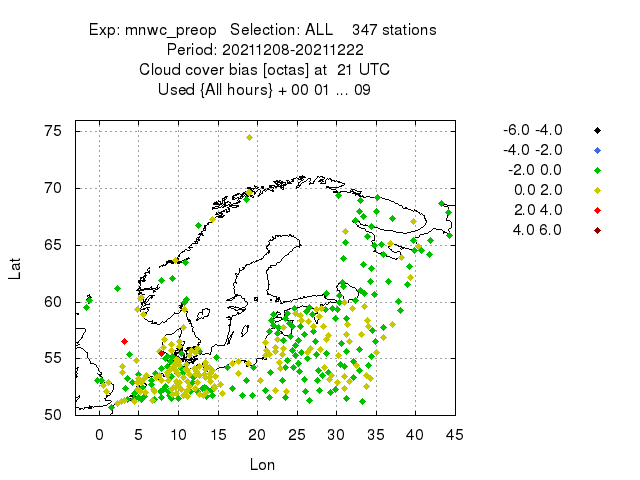 Exp: mnwc_preop   Selection: ALL    347 stations
Period: 20211208-20211222
Cloud cover bias [octas] at  21 UTC
Used {All hours} + 00 01 ... 09
75
70
65
60
55
50
Lat
0 5 10 15 20 25 30 35 40 45
Lon
-6.0 -4.0
-4.0 -2.0
-2.0 0.0
0.0 2.0
2.0 4.0
4.0 6.0